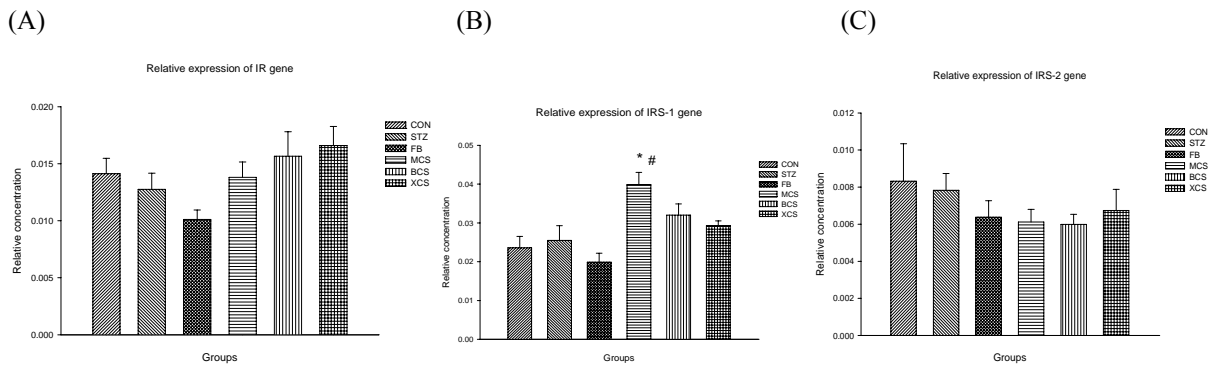 (A)
Relative expression of IR gene
0.020
0.015
0.010
0.005
0.000
Relative concentration
Groups
CON
STZ
FB
MCS
BCS
XCS
(B)
Relative expression of IRS-1 gene
0.05
0.04
0.03
0.02
0.01
0.00
Relative concentration
* #
Groups
CON
STZ
FB
MCS
BCS
XCS
(C)
Relative expression of IRS-2 gene
0.012
0.010
0.008
0.006
0.004
0.002
0.000
Relative concentration
Groups
CON
STZ
FB
MCS
BCS
XCS